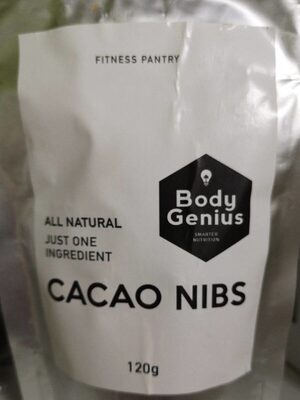 FITNESS PANTRY
Body
Genius
SMARTER
NUTRITION
ALL NATURAL
JUST ONE
INGREDIENT
CACAO NIBS
120g